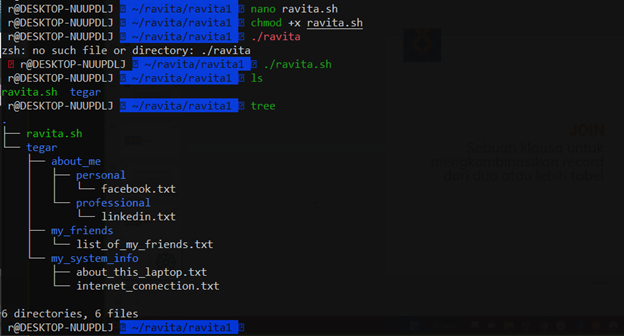 r@DESKTOP-NUUPDLJ ~/ravita/ravita1 nano ravita.sh
r@DESKTOP-NUUPDLJ ~/ravita/ravita1 chmod +x ravita.sh
r@DESKTOP-NUUPDLJ ~/ravita/ravita1 ./ravita
zsh: no such file or directory: ./ravita
r@DESKTOP-NUUPDLJ ~/ravita/ravita1 ./ravita.sh
r@DESKTOP-NUUPDLJ ~/ravita/ravita1 ls
ravita.sh tegar
r@DESKTOP-NUUPDLJ ~/ravita/ravita1 tree
.
├── ravita.sh
└── tegar
    ├── about_me
    │   ├── personal
    │   │   └── facebook.txt
    │   └── professional
    │       └── linkedin.txt
    ├── my_friends
    │   └── list_of_my_friends.txt
    └── my_system_info
        ├── about_this_laptop.txt
        └── internet_connection.txt
6 directories, 6 files
r@DESKTOP-NUUPDLJ ~/ravita/ravita1
JOIN